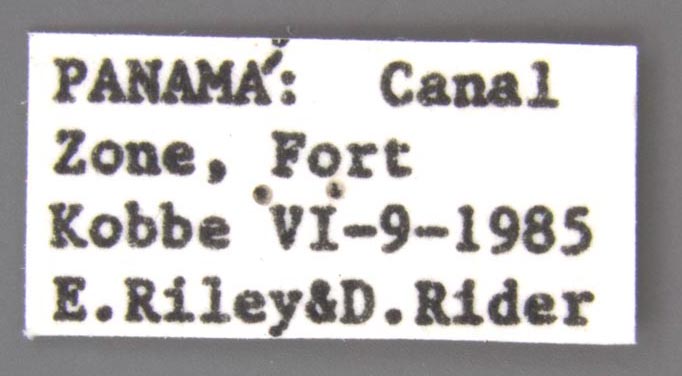 PANAMÁ: Canal
Zone, Fort
Kobbe VI-9-1985
E.Riley&D.Rider